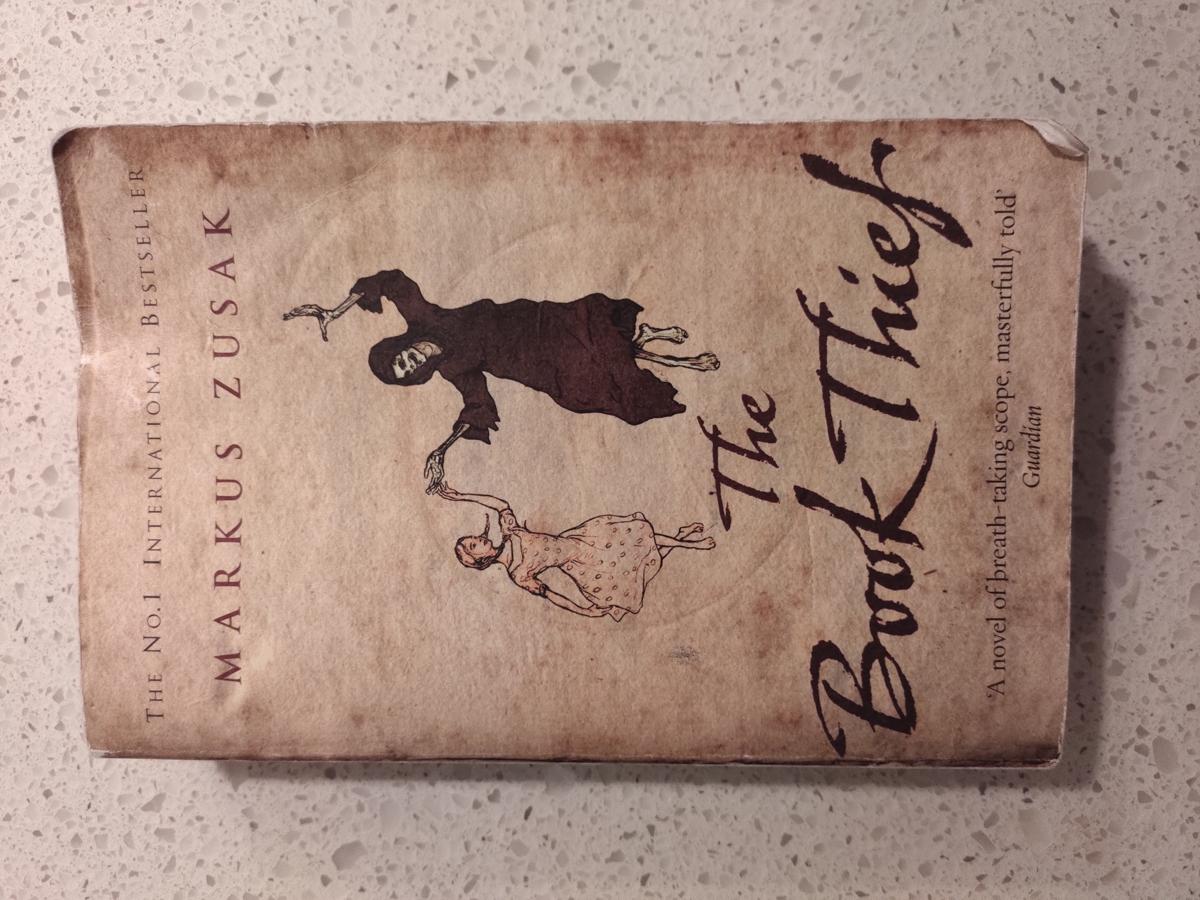 THE NO.1 INTERNATIONAL BESTSELLER
MARKUS ZUSAK
The
Book Thief
'A novel of breath-taking scope, masterfully told'
Guardian